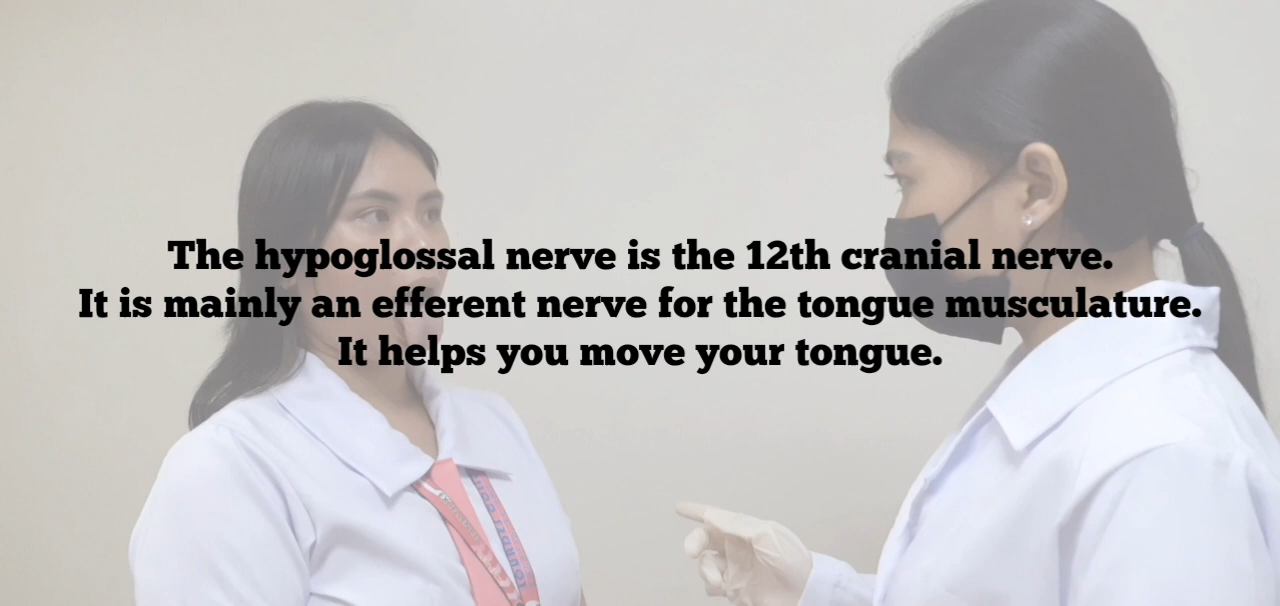 The hypoglossal nerve is the 12th cranial nerve.
It is mainly an efferent nerve for the tongue musculature.
It helps you move your tongue.